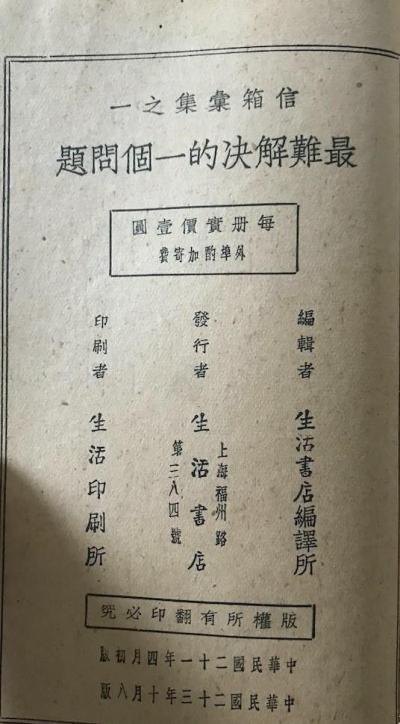 信箱彙集之一
最難解決的一個問題
每册實價壹圓
外埠酌加寄費
編輯者 生活書店編譯所
發行者 生活書店
上海福州路
第三八四號
印刷者 生活印刷所
版權所有翻印必究
中華民國二十一年四月初版
中華民國二十三年十月八版